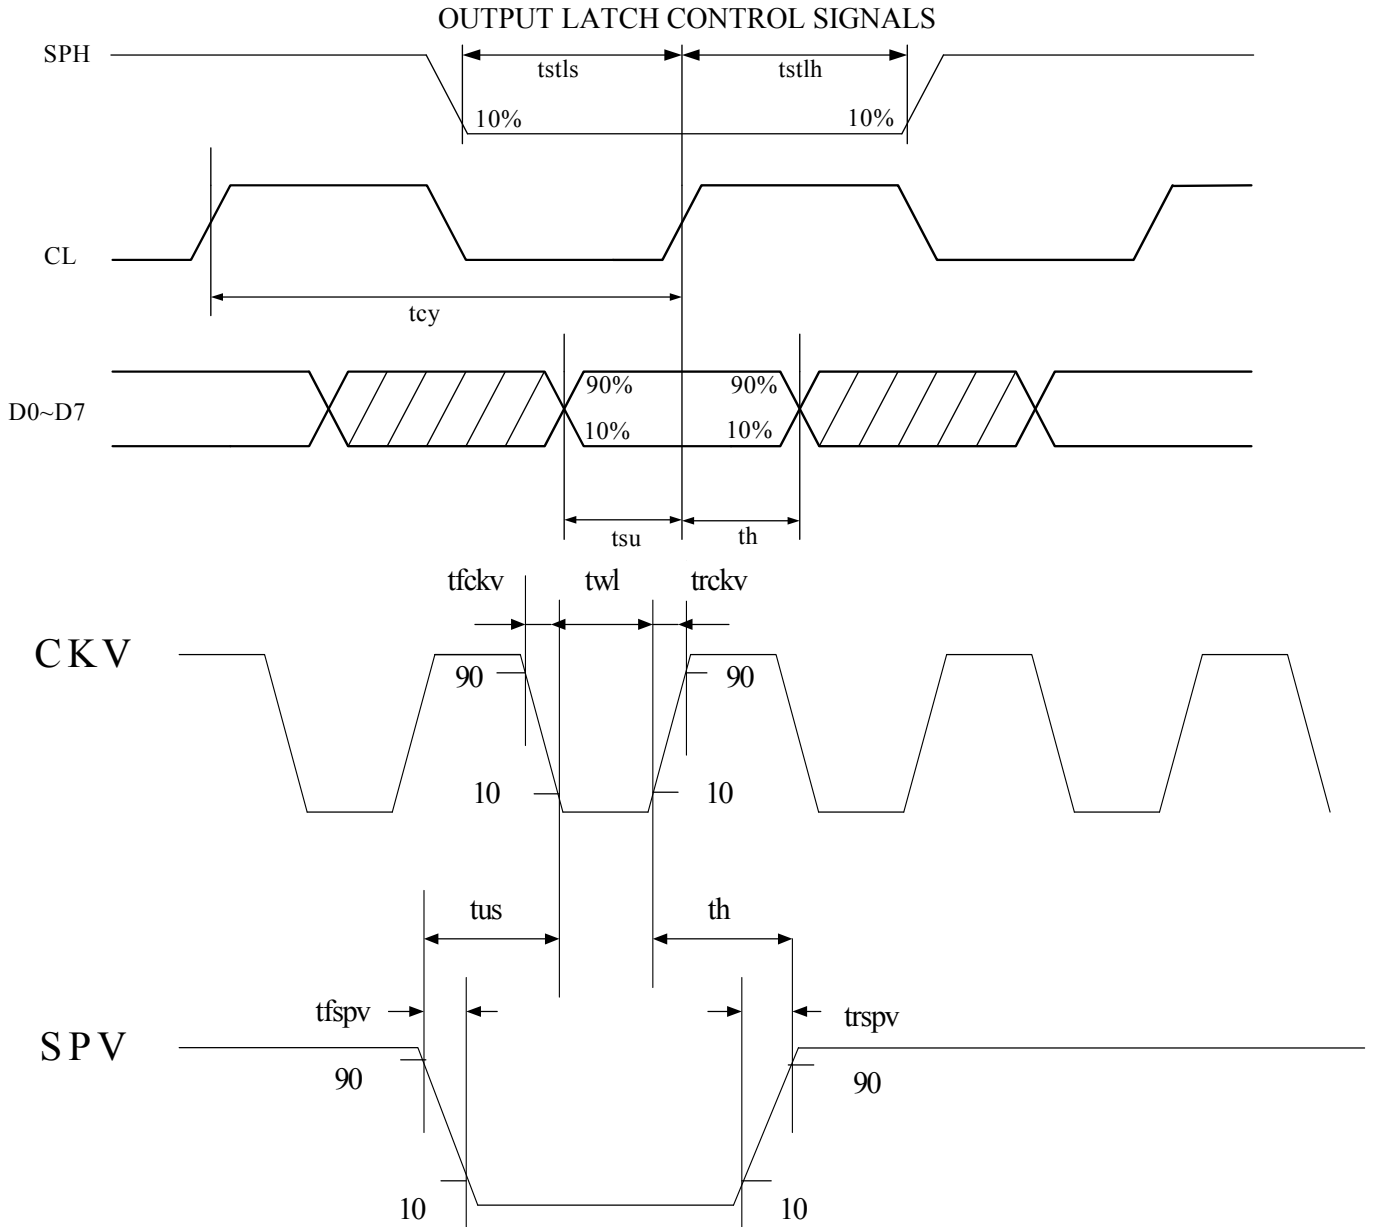 OUTPUT LATCH CONTROL SIGNALS
SPH
tstls
tstlh
10%
10%
CL
tcy
D0~D7
90%
90%
10%
10%
tsu
th
tfckv
twl
trckv
CKV
90
90
10
10
tus
th
tfspv
trspv
SPV
90
90
10
10